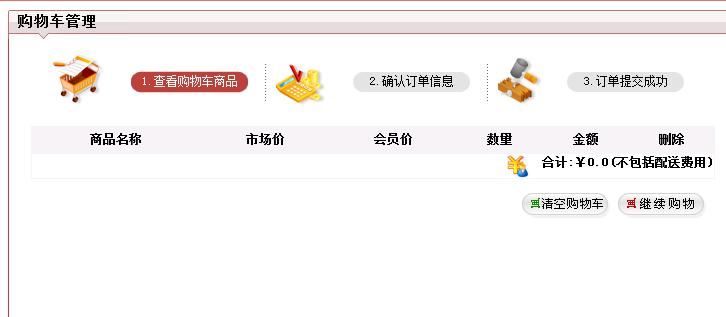 购物车管理
1.查看购物车商品 2.确认订单信息 3.订单提交成功
商品名称 市场价 会员价 数量 金额 删除
合计:￥0.0(不包括配送费用)
清空购物车 继续购物